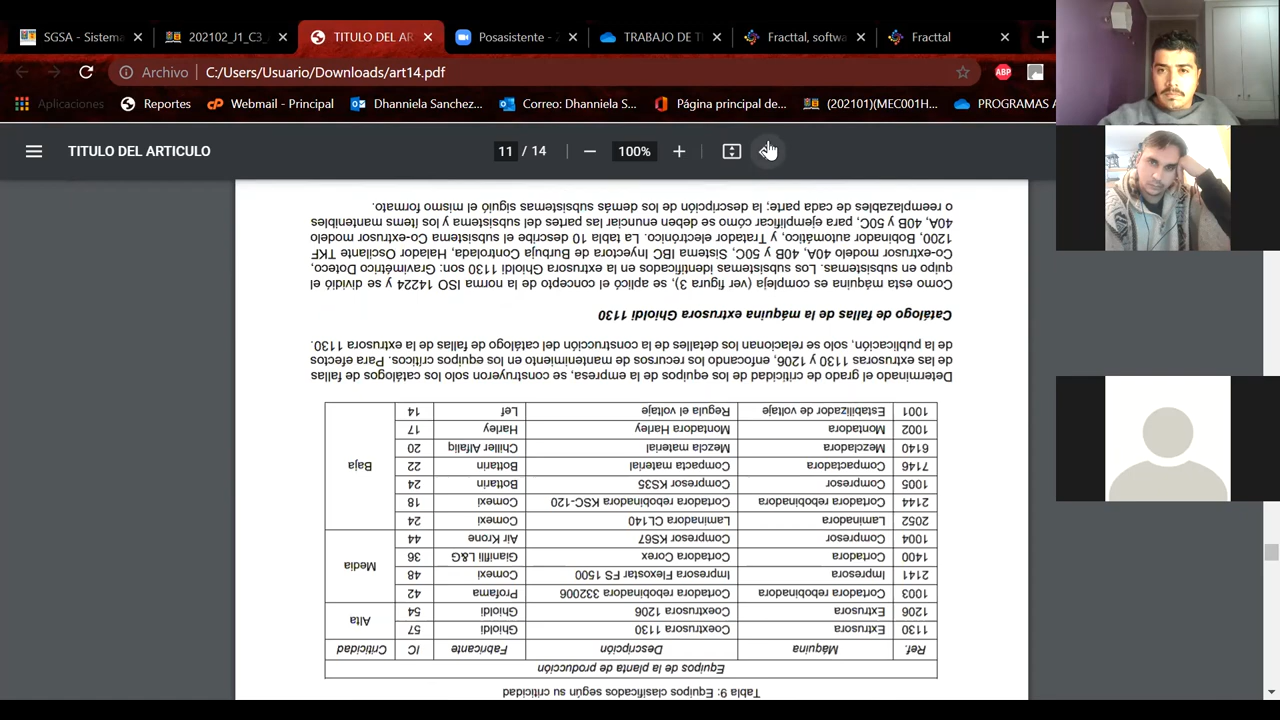 SGSA - Sistema
202102_J1_C3_
TITULO DEL AR
Posasistente - 2
TRABAJO DE TI
Fracttal, softwa
Fracttal
Archivo C:/Users/Usuario/Downloads/art14.pdf
ABP
Aplicaciones
Reportes
Webmail - Principal
Dhanniela Sanchez...
Correo: Dhanniela S...
Página principal de...
(202101)(MEC001H...
PROGRAMAS A
TITULO DEL ARTICULO
11 / 14
100%
Tabla 9: Equipos clasificados según su criticidad
Equipos de la planta de producción
Ref. Máquina Descripción Fabricante IC Criticidad
1130 Extrusora Coextrusora 1130 Ghioldi 57 Alta
1206 Extrusora Coextrusora 1206 Ghioldi 54
1003 Cortadora rebobinadora Cortadora rebobinadora 332006 Profama 42 Media
2141 Impresora Impresora Flexostar FS 1500 Comexi 48
1400 Cortadora Cortadora Corex Gianiflli L&G 36
1004 Compresor Compresor KS67 Air Krone 44
2052 Laminadora Laminadora CL140 Comexi 24 Baja
2144 Cortadora rebobinadora Cortadora rebobinadora KSC-120 Comexi 18
1005 Compresor Compresor KS35 Bottarin 24
7146 Compactadora Compacta material Bottarin 22
6140 Mezcladora Mezcla material Chiller Alfaliq 20
1002 Montadora Montadora Harley Harley 17
1001 Estabilizador de voltaje Regula el voltaje Lef 14
Determinado el grado de criticidad de los equipos de la empresa, se construyeron solo los catálogos de fallas
de las extrusoras 1130 y 1206, enfocando los recursos de mantenimiento en los equipos críticos. Para efectos
de la publicación, solo se relacionan los detalles de la construcción del catálogo de fallas de la extrusora 1130.
Catálogo de fallas de la máquina extrusora Ghioldi 1130
Como esta máquina es compleja (ver figura 3), se aplicó el concepto de la norma ISO 14224 y se dividió el
quipo en subsistemas. Los subsistemas identificados en la extrusora Ghioldi 1130 son: Gravimétrico Doteco,
Co-extrusor modelo 40A, 40B y 50C, Sistema IBC Inyectora de Burbuja Controlada, Halador Oscilante TKF
1200, Bobinador automático, y Tratador electrónico. La tabla 10 describe el subsistema Co-extrusor modelo
40A, 40B y 50C, para ejemplificar cómo se deben enunciar las partes del subsistema y los ítems mantenibles
o reemplazables de cada parte; la descripción de los demás subsistemas siguió el mismo formato.